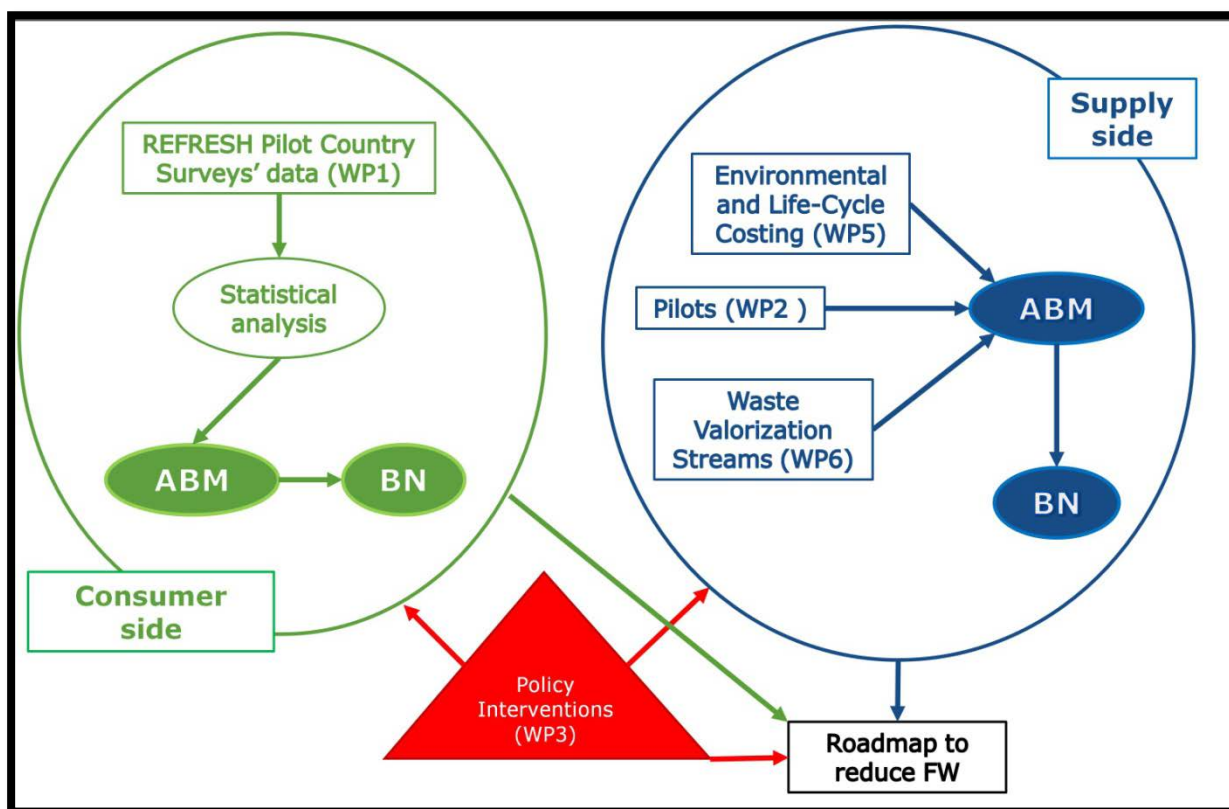 REFRESH Pilot Country
Surveys’ data (WP1)
Statistical
analysis
ABM
BN
Consumer
side
Supply
side
Environmental
and Life-Cycle
Costing (WP5)
Pilots (WP2 )
Waste
Valorization
Streams (WP6)
ABM
BN
Policy
Interventions
(WP3)
Roadmap to
reduce FW